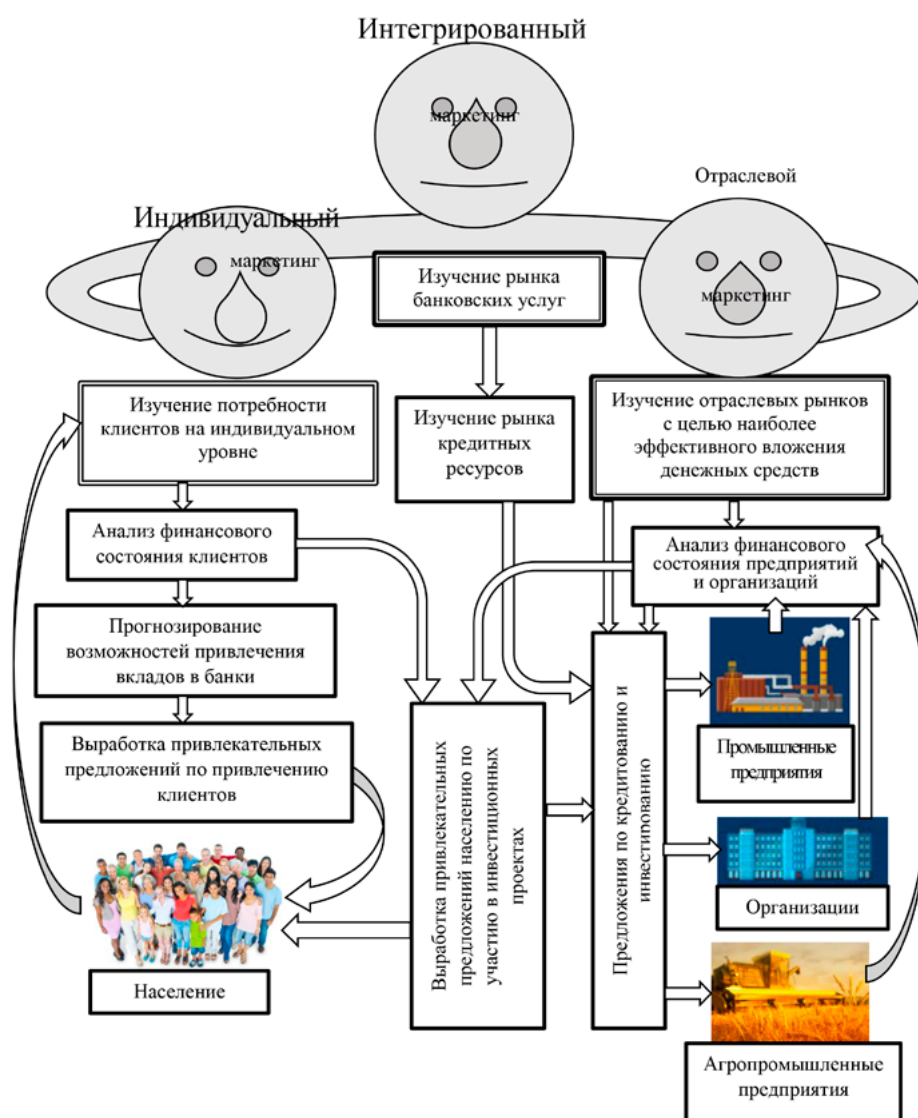 Интегрированный
маркетинг
Индивидуальный
маркетинг
Отраслевой
маркетинг
Изучение рынка
банковских услуг
Изучение потребности
клиентов на индивидуальном
уровне
Изучение рынка
кредитных
ресурсов
Изучение отраслевых рынков
с целью наиболее
эффективного вложения
денежных средств
Анализ финансового
состояния клиентов
Анализ финансового
состояния предприятий
и организаций
Прогнозирование
возможностей привлечения
вкладов в банки
Выработка привлекательных
предложений по привлечению
клиентов
Население
Выработка привлекательных
предложений населению по
участию в инвестиционных
проектах
Предложения по кредитованию и
инвестированию
Промышленные
предприятия
Организации
Агропромышленные
предприятия